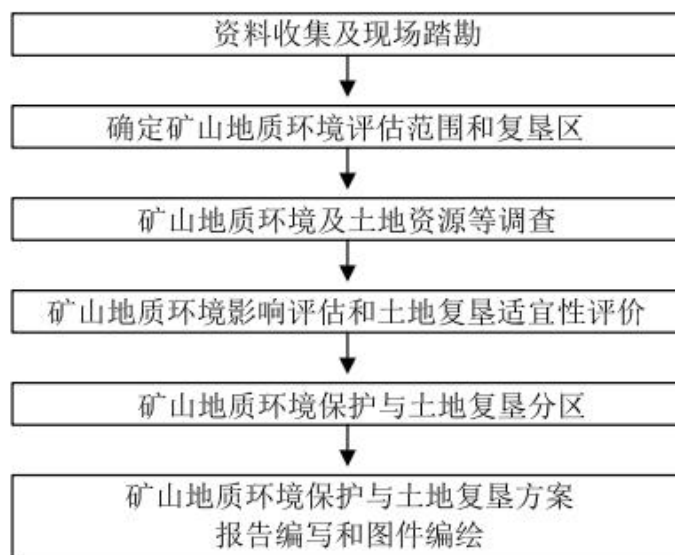 资料收集及现场踏勘
确定矿山地质环境评估范围和复垦区
矿山地质环境及土地资源等调查
矿山地质环境影响评估和土地复垦适宜性评价
矿山地质环境保护与土地复垦分区
矿山地质环境保护与土地复垦方案
报告编写和图件编绘